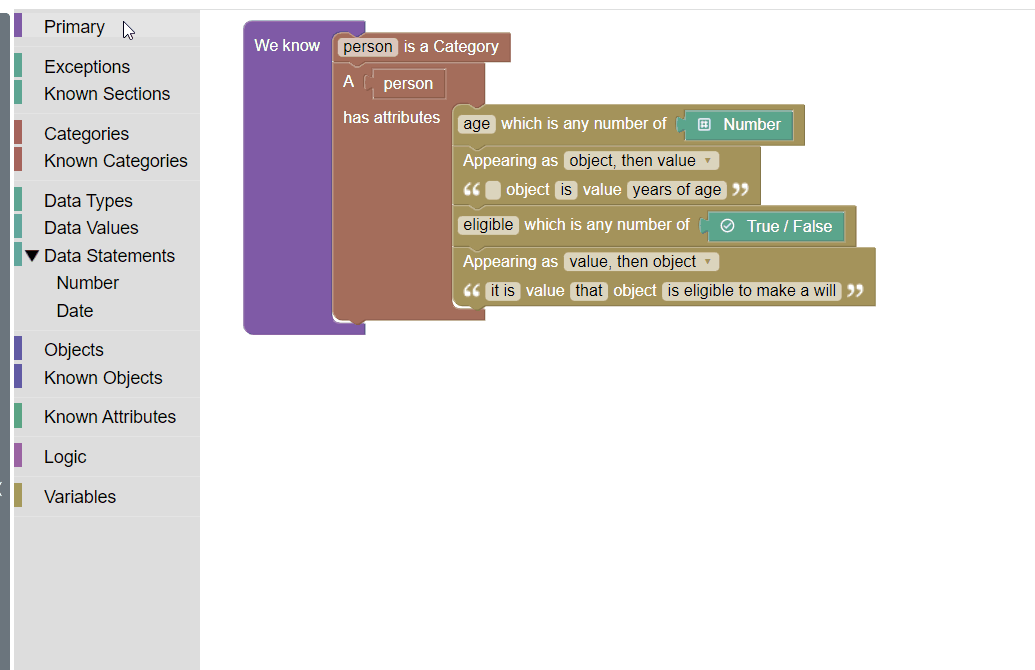 Primary
Exceptions
Known Sections
Categories
Known Categories
Data Types
Data Values
Data Statements
Number
Date
Objects
Known Objects
Known Attributes
Logic
Variables
We know person is a Category
A person
has attributes age which is any number of Number
Appearing as object, then value
“ object is value years of age ”
eligible which is any number of True / False
Appearing as value, then object
“ it is value that object is eligible to make a will ”